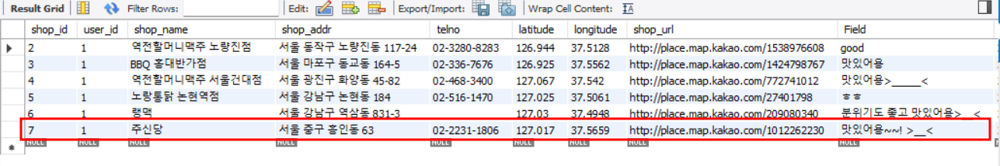 Result Grid Filter Rows: Edit: Export/Import: Wrap Cell Content: IA
shop_id user_id shop_name shop_addr telno latitude longitude shop_url Field
2 1 역전할머니맥주 노량진점 서울 동작구 노량진동 117-24 02-3280-8283 126.944 37.5128 http://place.map.kakao.com/1538976608 good
3 1 BBQ 홍대반가점 서울 마포구 동교동 164-5 02-336-7676 126.925 37.5562 http://place.map.kakao.com/1424798767 맛있어용
4 1 역전할머니맥주 서울건대점 서울 광진구 화양동 45-82 02-468-3400 127.067 37.542 http://place.map.kakao.com/772741012 맛있어용>_____<
5 1 노랑통닭 논현역점 서울 강남구 논현동 184 02-516-1470 127.025 37.5061 http://place.map.kakao.com/27401798 ㅎㅎ
6 1 랭맥 서울 강남구 역삼동 831-3 127.03 37.4948 http://place.map.kakao.com/209080340 분위기도 좋고 맛있어용>__<
7 1 주신당 서울 중구 흥인동 63 02-2231-1806 127.017 37.5659 http://place.map.kakao.com/1012262230 맛있어용~~! >__<
NULL NULL NULL NULL NULL NULL NULL NULL NULL